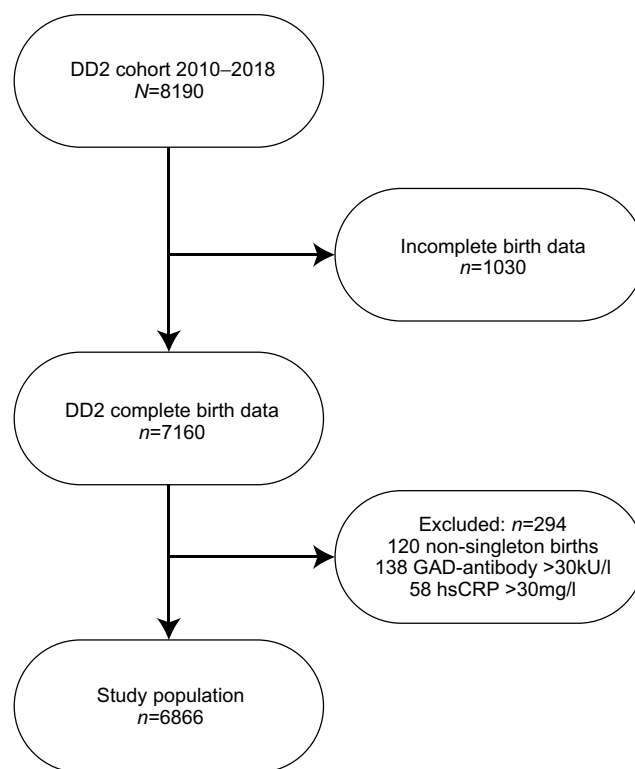 DD2 cohort 2010–2018
N=8190
Incomplete birth data
n=1030
DD2 complete birth data
n=7160
Excluded: n=294
120 non-singleton births
138 GAD-antibody >30kU/l
58 hsCRP >30mg/l
Study population
n=6866